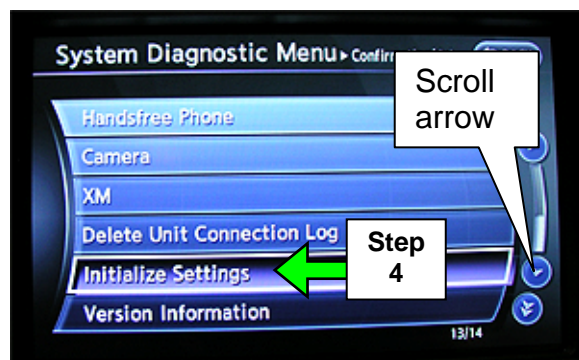 System Diagnostic Menu ▸ Confir
Scroll
arrow
Handsfree Phone
Camera
XM
Delete Unit Connection Log
Step
4
Initialize Settings
Version Information
13/14